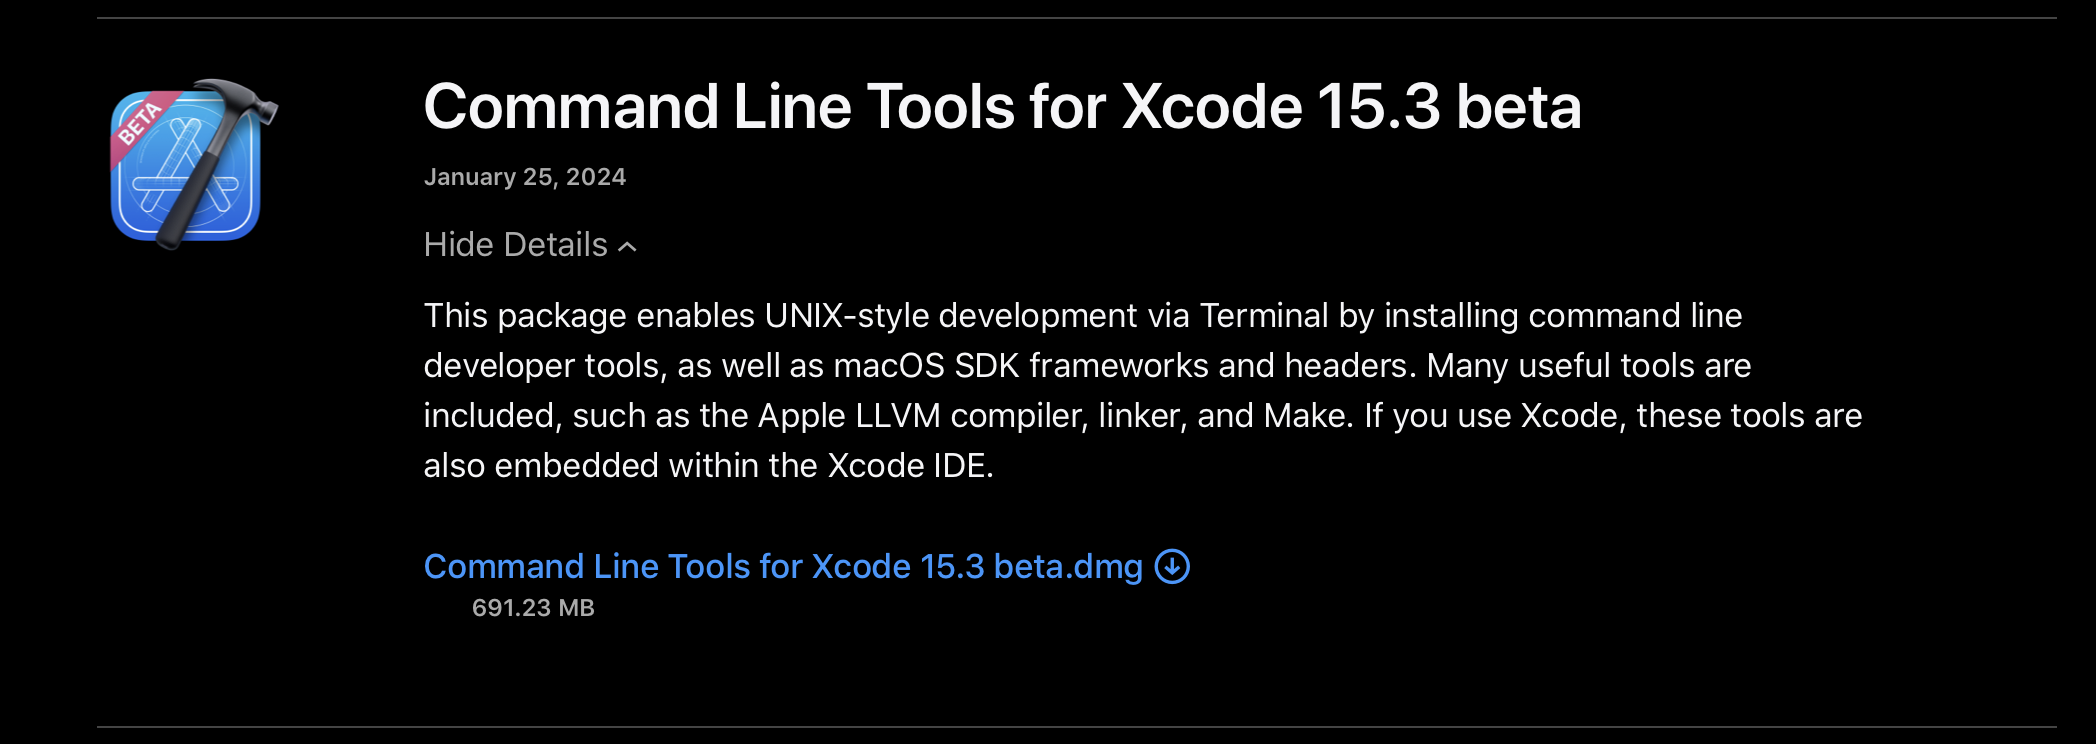 BETA
Command Line Tools for Xcode 15.3 beta
January 25, 2024
Hide Details
This package enables UNIX-style development via Terminal by installing command line
developer tools, as well as macOS SDK frameworks and headers. Many useful tools are
included, such as the Apple LLVM compiler, linker, and Make. If you use Xcode, these tools are
also embedded within the Xcode IDE.
Command Line Tools for Xcode 15.3 beta.dmg
691.23 MB